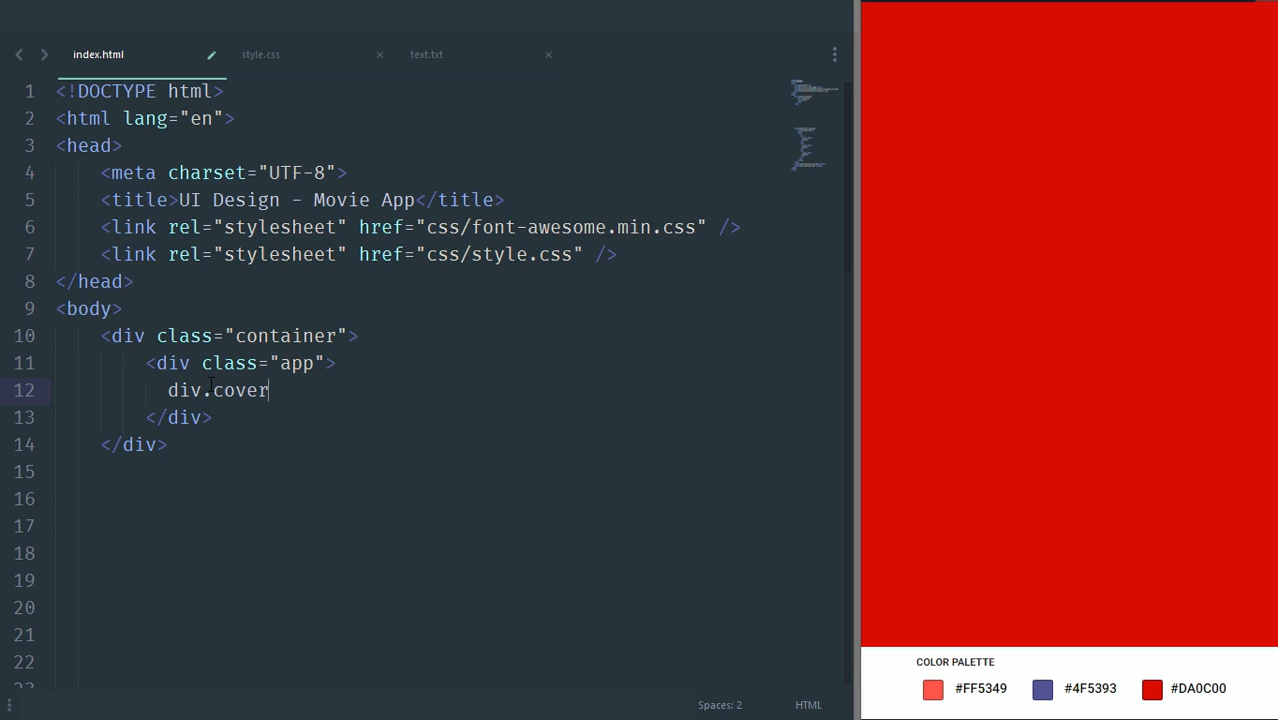 index.html
style.css
text.txt
1 <!DOCTYPE html>
2 <html lang="en">
3 <head>
4 <meta charset="UTF-8">
5 <title>UI Design - Movie App</title>
6 <link rel="stylesheet" href="css/font-awesome.min.css" />
7 <link rel="stylesheet" href="css/style.css" />
8 </head>
9 <body>
10 <div class="container">
11 <div class="app">
12 div.cover
13 </div>
14 </div>
15
16
17
18
19
20
21
22
Spaces: 2 HTML
COLOR PALETTE
#FF5349 #4F5393 #DA0C00